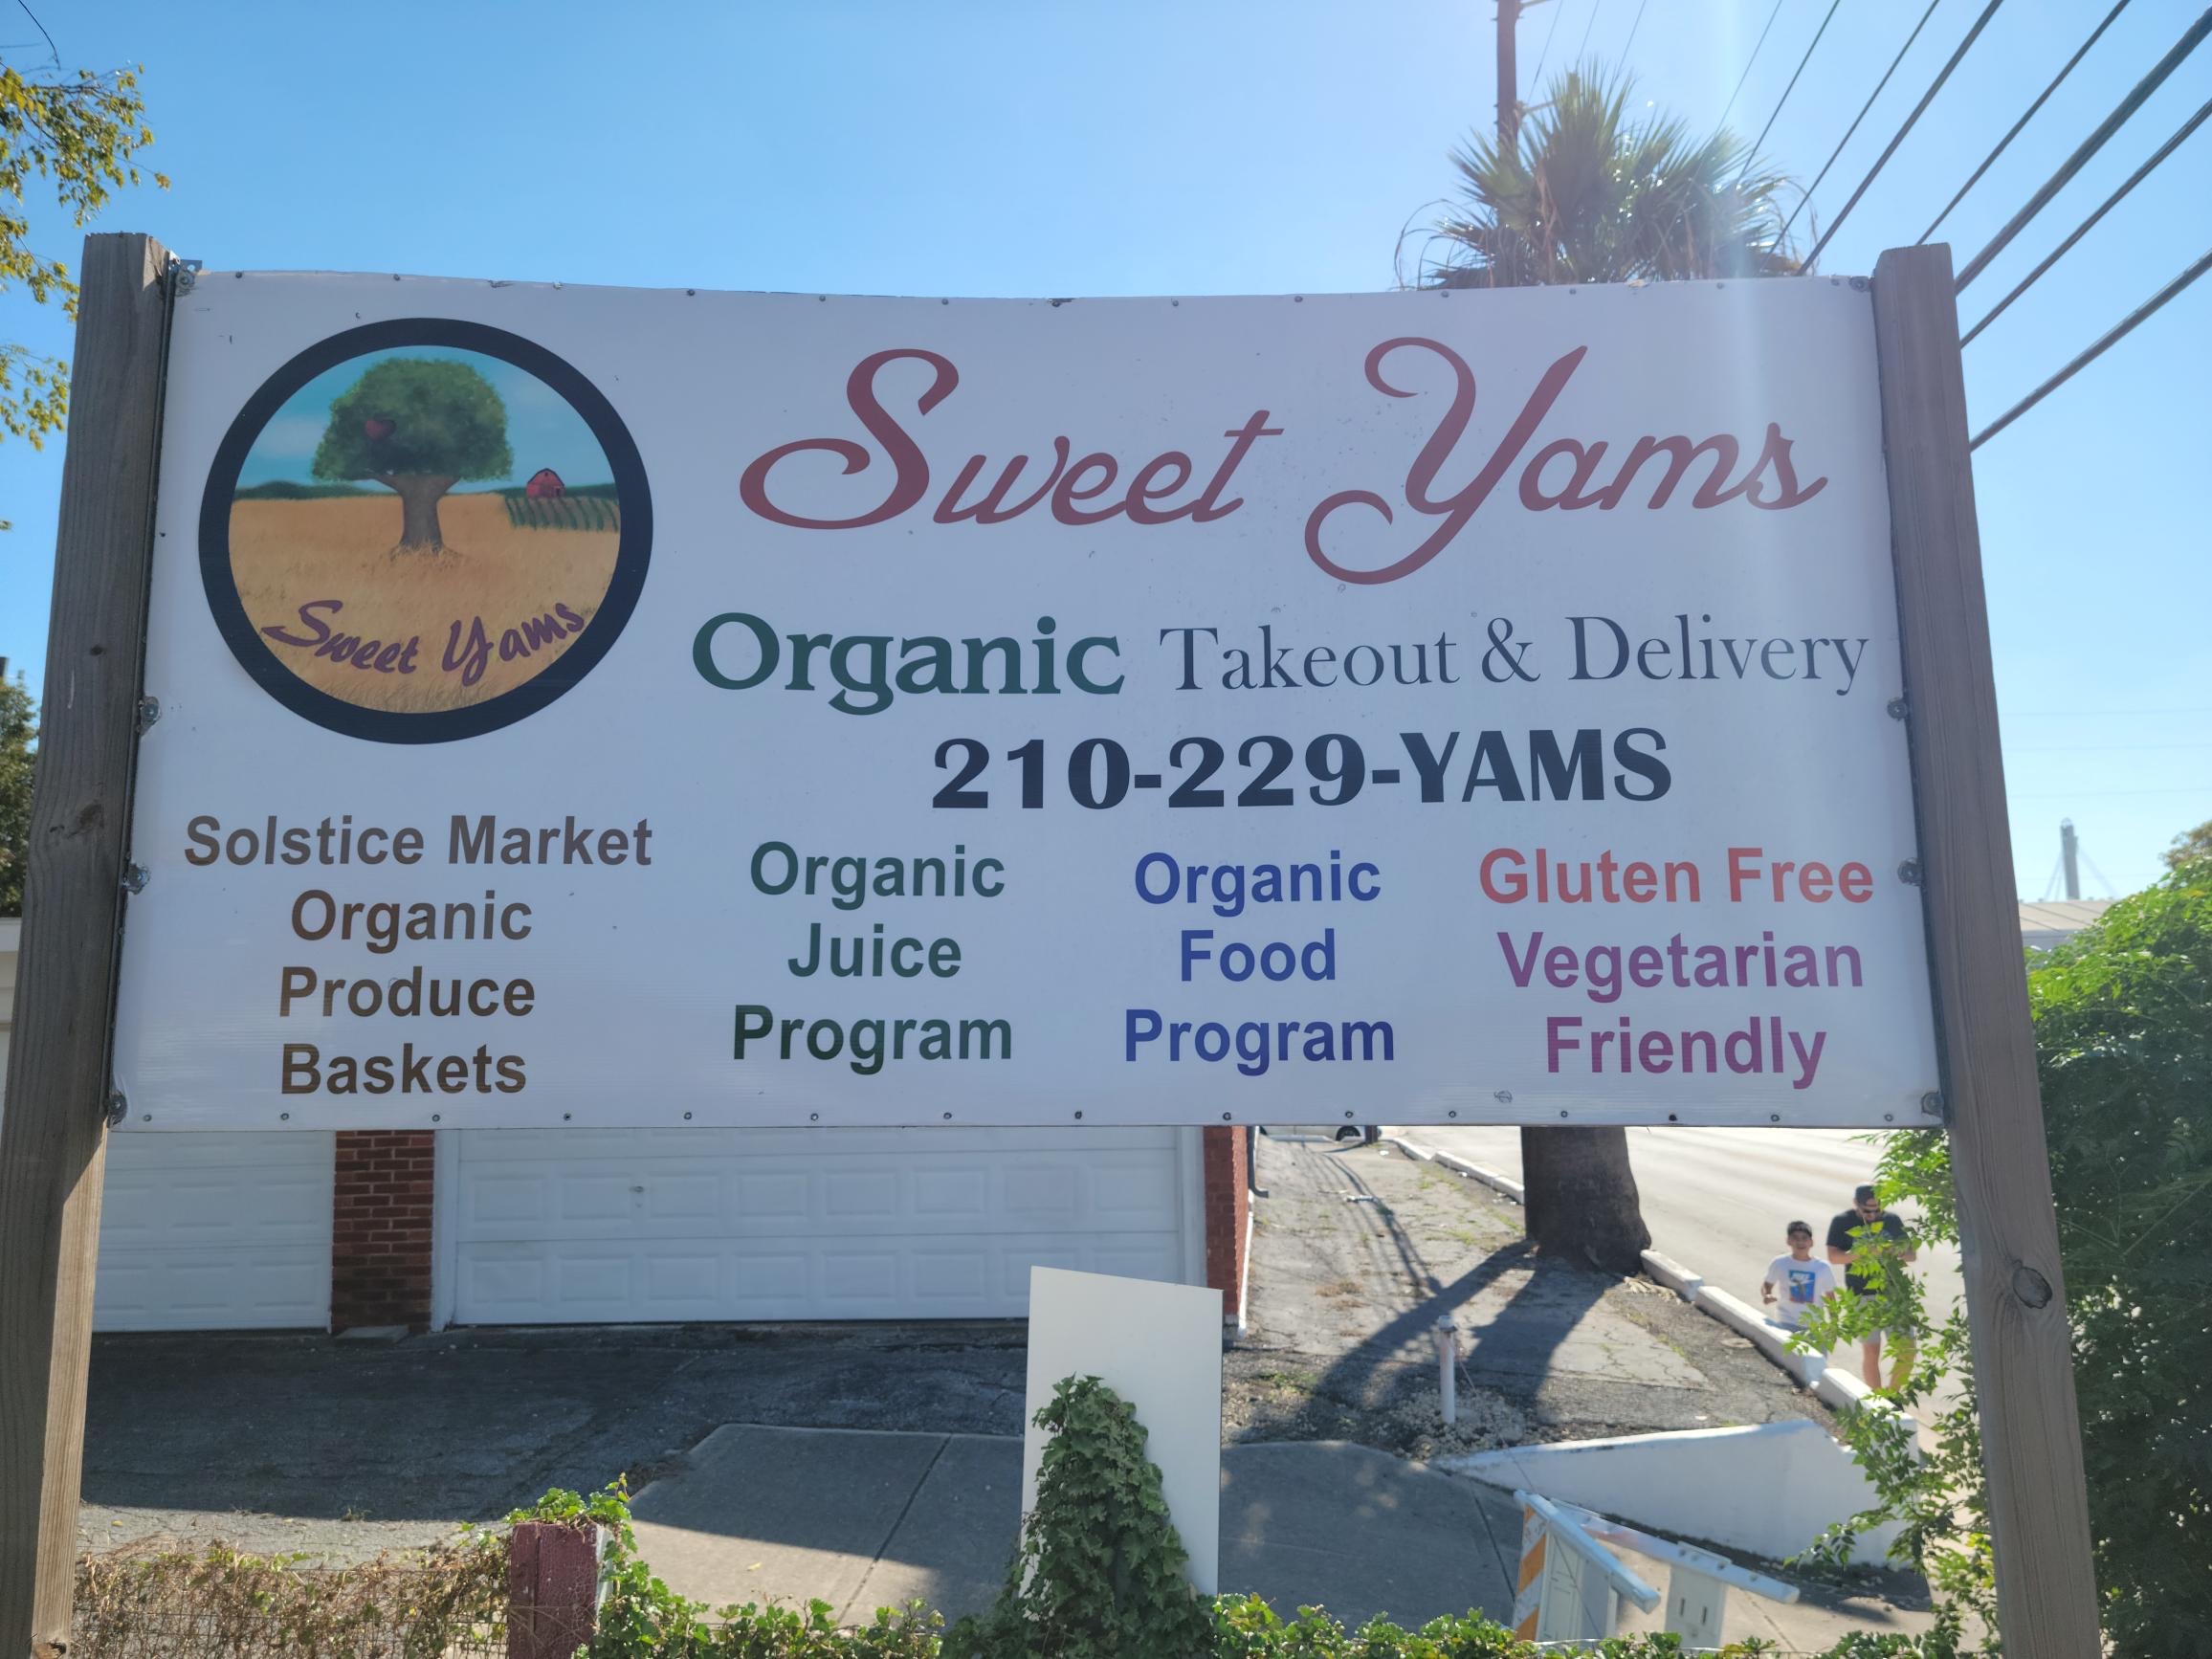 Sweet Yams
Sweet Yams
Organic Takeout & Delivery
210-229-YAMS
Solstice Market
Organic
Produce
Baskets
Organic
Juice
Program
Organic
Food
Program
Gluten Free
Vegetarian
Friendly